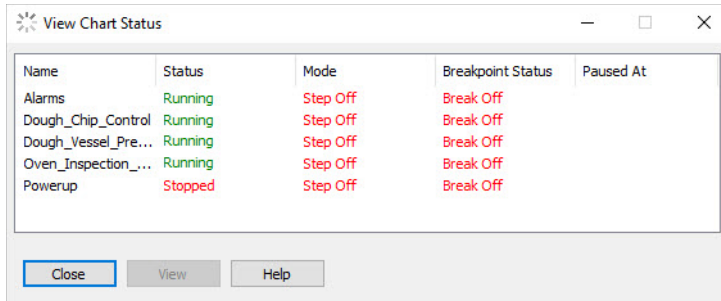 View Chart Status
Name Status Mode Breakpoint Status Paused At
Alarms Running Step Off Break Off
Dough_Chip_Control Running Step Off Break Off
Dough_Vessel_Pre... Running Step Off Break Off
Oven_Inspection_... Running Step Off Break Off
Powerup Stopped Step Off Break Off
Close View Help